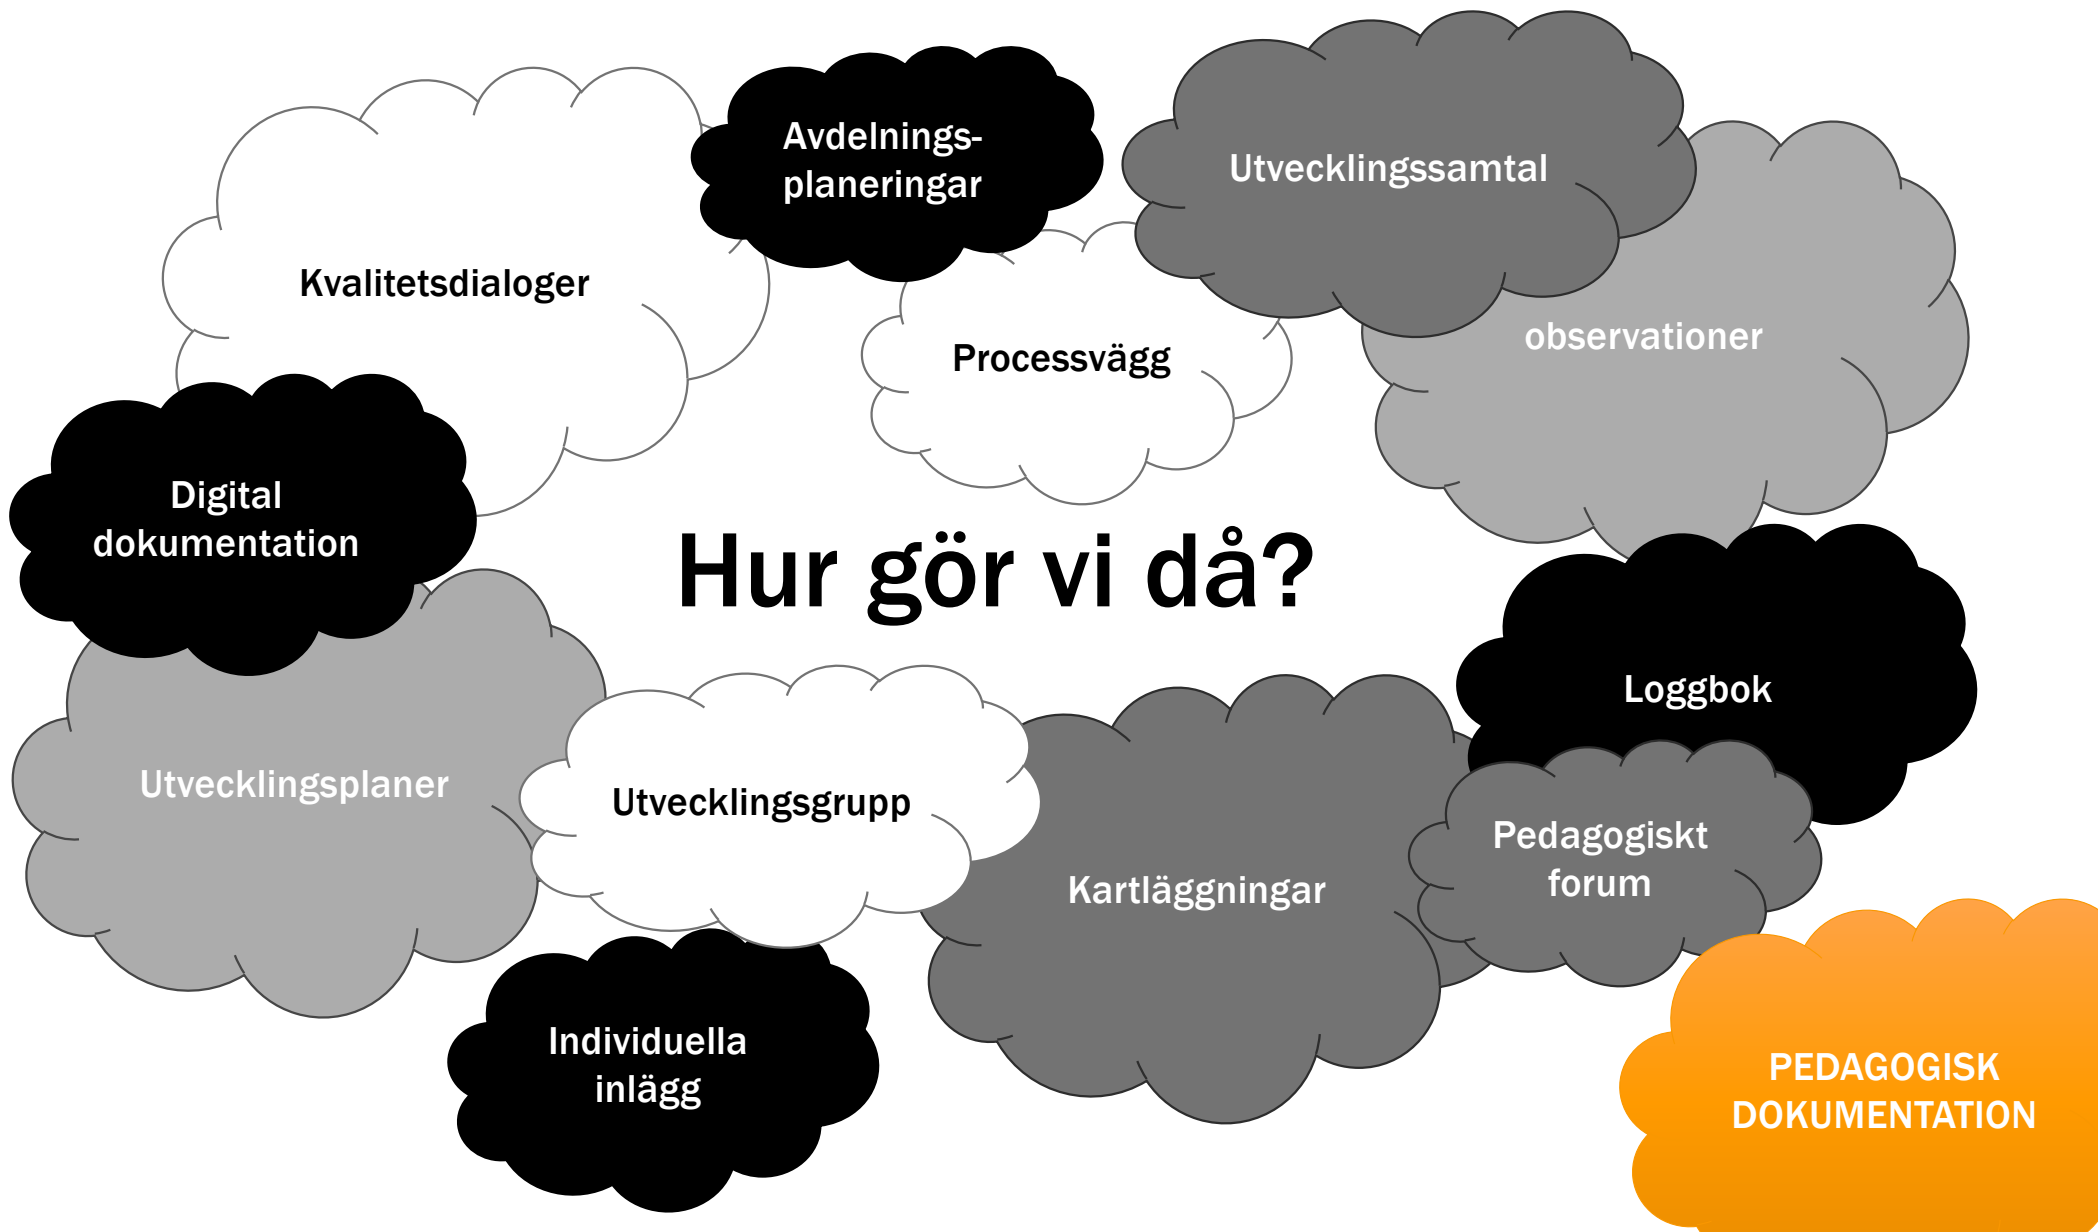 Avdelnings-
planeringar
Utvecklingssamtal
Kvalitetsdialoger
Processvägg
observationer
Digital
dokumentation
Hur gör vi då?
Loggbok
Utvecklingsplaner
Utvecklingsgrupp
Kartläggningar
Pedagogiskt
forum
Individuella
inlägg
PEDAGOGISK
DOKUMENTATION